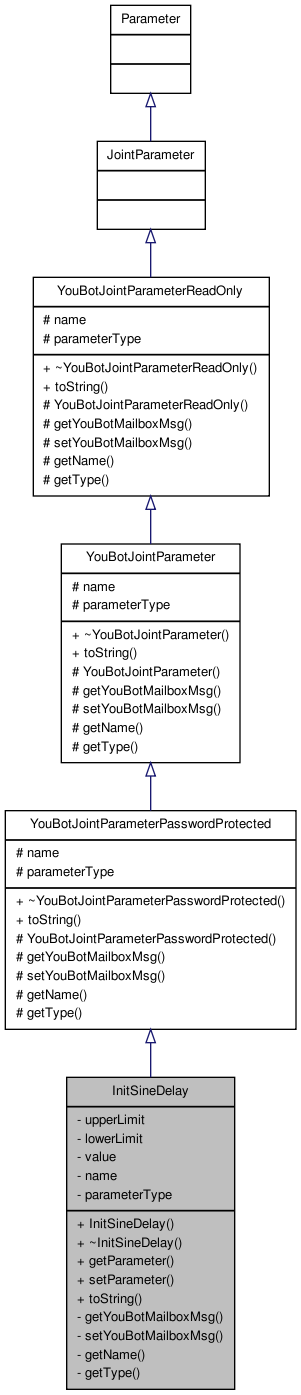 Parameter
JointParameter
YouBotJointParameterReadOnly
# name
# parameterType
+ ~YouBotJointParameterReadOnly()
+ toString()
# YouBotJointParameterReadOnly()
# getYouBotMailboxMsg()
# setYouBotMailboxMsg()
# getName()
# getType()
YouBotJointParameter
# name
# parameterType
+ ~YouBotJointParameter()
+ toString()
# YouBotJointParameter()
# getYouBotMailboxMsg()
# setYouBotMailboxMsg()
# getName()
# getType()
YouBotJointParameterPasswordProtected
# name
# parameterType
+ ~YouBotJointParameterPasswordProtected()
+ toString()
# YouBotJointParameterPasswordProtected()
# getYouBotMailboxMsg()
# setYouBotMailboxMsg()
# getName()
# getType()
InitSineDelay
- upperLimit
- lowerLimit
- value
- name
- parameterType
+ InitSineDelay()
+ ~InitSineDelay()
+ getParameter()
+ setParameter()
+ toString()
- getYouBotMailboxMsg()
- setYouBotMailboxMsg()
- getName()
- getType()